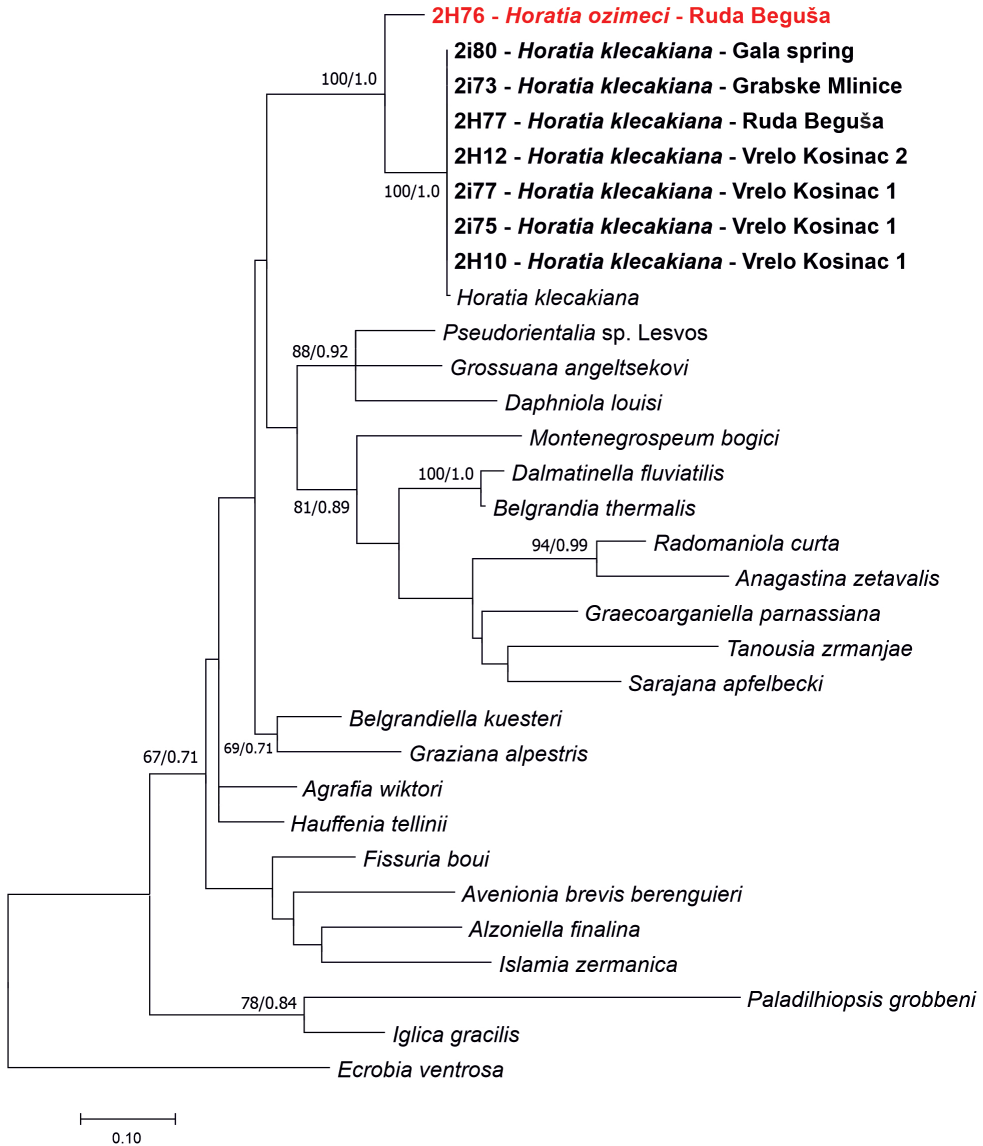 2H76 - Horatia ozimeci - Ruda Beguša
2i80 - Horatia klecakiana - Gala spring
100/1.0
2i73 - Horatia klecakiana - Grabske Mlinice
2H77 - Horatia klecakiana - Ruda Beguša
2H12 - Horatia klecakiana - Vrelo Kosinac 2
100/1.0
2i77 - Horatia klecakiana - Vrelo Kosinac 1
2i75 - Horatia klecakiana - Vrelo Kosinac 1
2H10 - Horatia klecakiana - Vrelo Kosinac 1
Horatia klecakiana
Pseudorientalia sp. Lesvos
88/0.92
Grossuana angeltsekovi
Daphniola louisi
Montenegrospeum bogici
100/1.0
Dalmatinella fluviatilis
81/0.89
Belgrandia thermalis
94/0.99
Radomaniola curta
Anagastina zetavalis
Graecoarganiella parnassiana
Tanousia zrmanjae
Sarajana apfelbecki
Belgrandiella kuesteri
69/0.71
Graziana alpestris
67/0.71
Agrafia wiktori
Hauffenia tellinii
Fissuria boui
Avenionia brevis berenguieri
Alzoniella finalina
Islamia zermanica
78/0.84
Paladilhiopsis grobbeni
Iglica gracilis
Ecrobia ventrosa
0.10